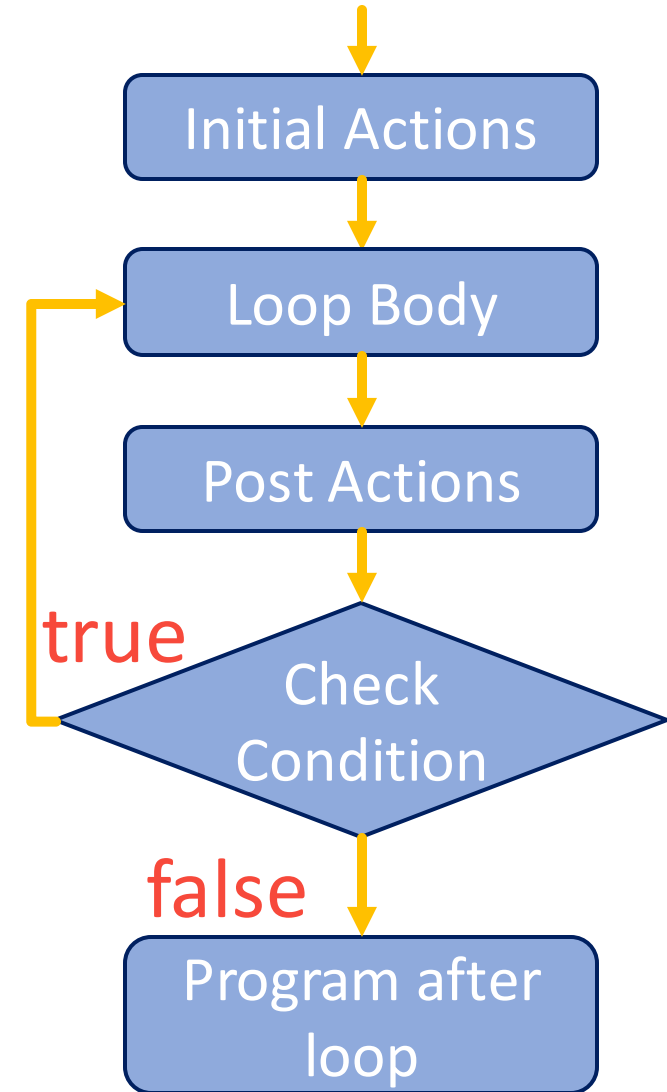 Initial Actions
Loop Body
Post Actions
true
Check
Condition
false
Program after
loop